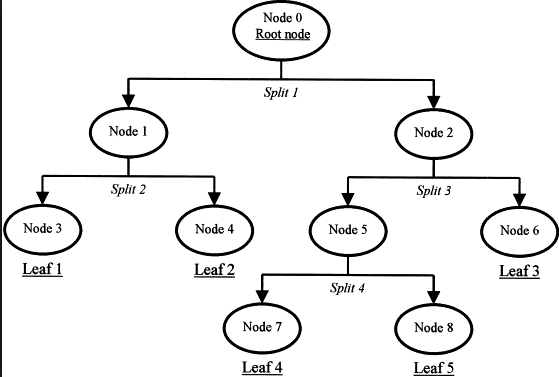 Node 0
Root node
Split 1
Node 1
Node 2
Split 2
Split 3
Node 3
Node 4
Node 5
Node 6
Leaf 1
Leaf 2
Leaf 3
Split 4
Node 7
Node 8
Leaf 4
Leaf 5